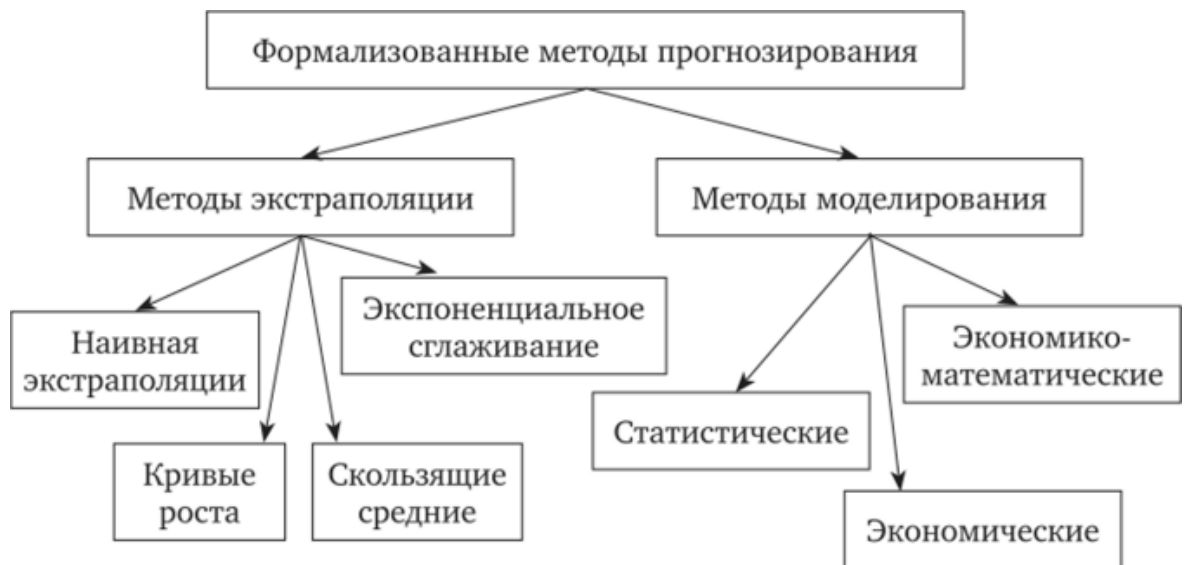 Формализованные методы прогнозирования
Методы экстраполяции
Методы моделирования
Наивная
экстраполяции
Экспоненциальное
сглаживание
Кривые
роста
Скользящие
средние
Статистические
Экономико-
математические
Экономические